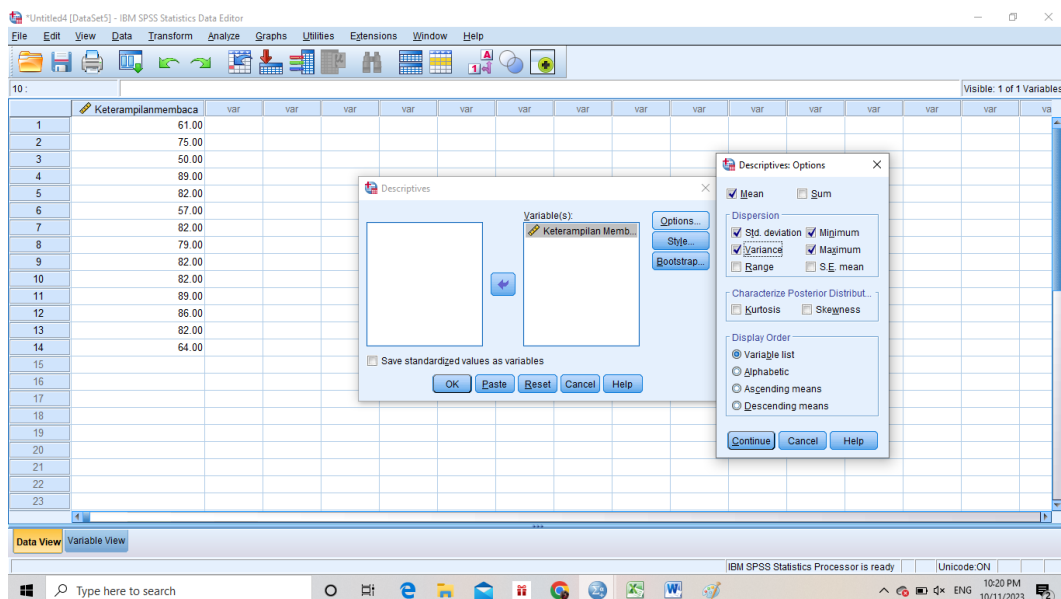 *Untitled4 [DataSet5] - IBM SPSS Statistics Data Editor
File Edit View Data Transform Analyze Graphs Utilities Extensions Window Help
10 :
Visible: 1 of 1 Variables
Keterampilanmembaca var var var var var var var var var var var var var va
1 61.00
2 75.00
3 50.00
4 89.00
5 82.00
6 57.00
7 82.00
8 79.00
9 82.00
10 82.00
11 89.00
12 86.00
13 82.00
14 64.00
15
16
17
18
19
20
21
22
23
Descriptives
Variable(s):
Keterampilan Memb...
Options...
Style...
Bootstrap...
Save standardized values as variables
OK Paste Reset Cancel Help
Descriptives: Options
Mean Sum
Dispersion
Std. deviation Minimum
Variance Maximum
Range S.E. mean
Characterize Posterior Distribut...
Kurtosis Skewness
Display Order
Variable list
Alphabetic
Ascending means
Descending means
Continue Cancel Help
Data View Variable View
IBM SPSS Statistics Processor is ready Unicode:ON
Type here to search
ENG
10:20 PM
10/11/2023